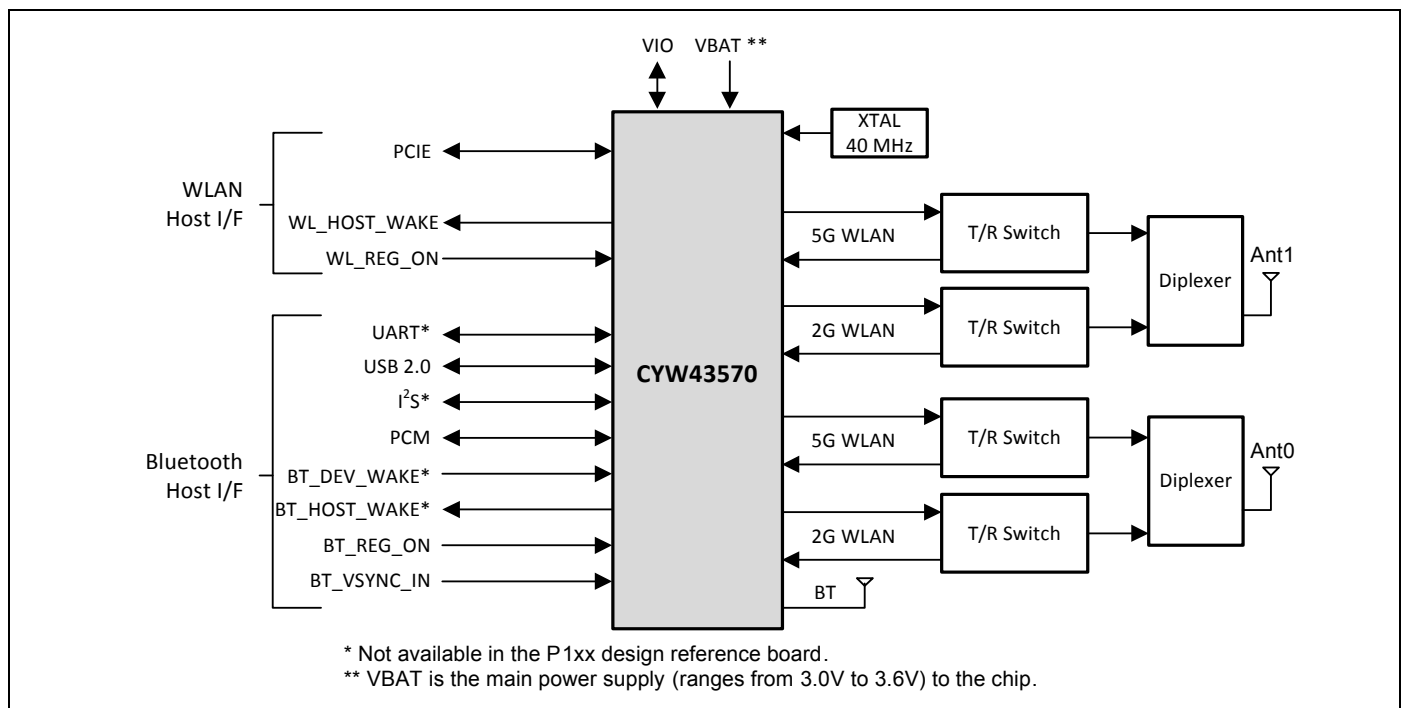 VIO VBAT **
XTAL
40 MHz
WLAN
Host I/F
PCIE
WL_HOST_WAKE
WL_REG_ON
Bluetooth
Host I/F
UART*
USB 2.0
I²S*
PCM
BT_DEV_WAKE*
BT_HOST_WAKE*
BT_REG_ON
BT_VSYNC_IN
CYW43570
5G WLAN
T/R Switch
2G WLAN
T/R Switch
Diplexer
Ant1
5G WLAN
T/R Switch
2G WLAN
T/R Switch
Diplexer
Ant0
BT
* Not available in the P1xx design reference board.
** VBAT is the main power supply (ranges from 3.0V to 3.6V) to the chip.